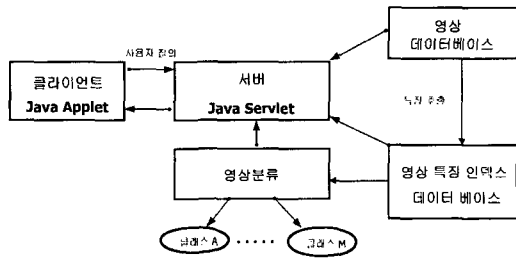 사용자 질의
클라이언트
Java Applet
서버
Java Servlet
영상
데이터베이스
특징 추출
영상분류
영상 특징 인덱스
데이터 베이스
클래스 A
.....
클래스 M